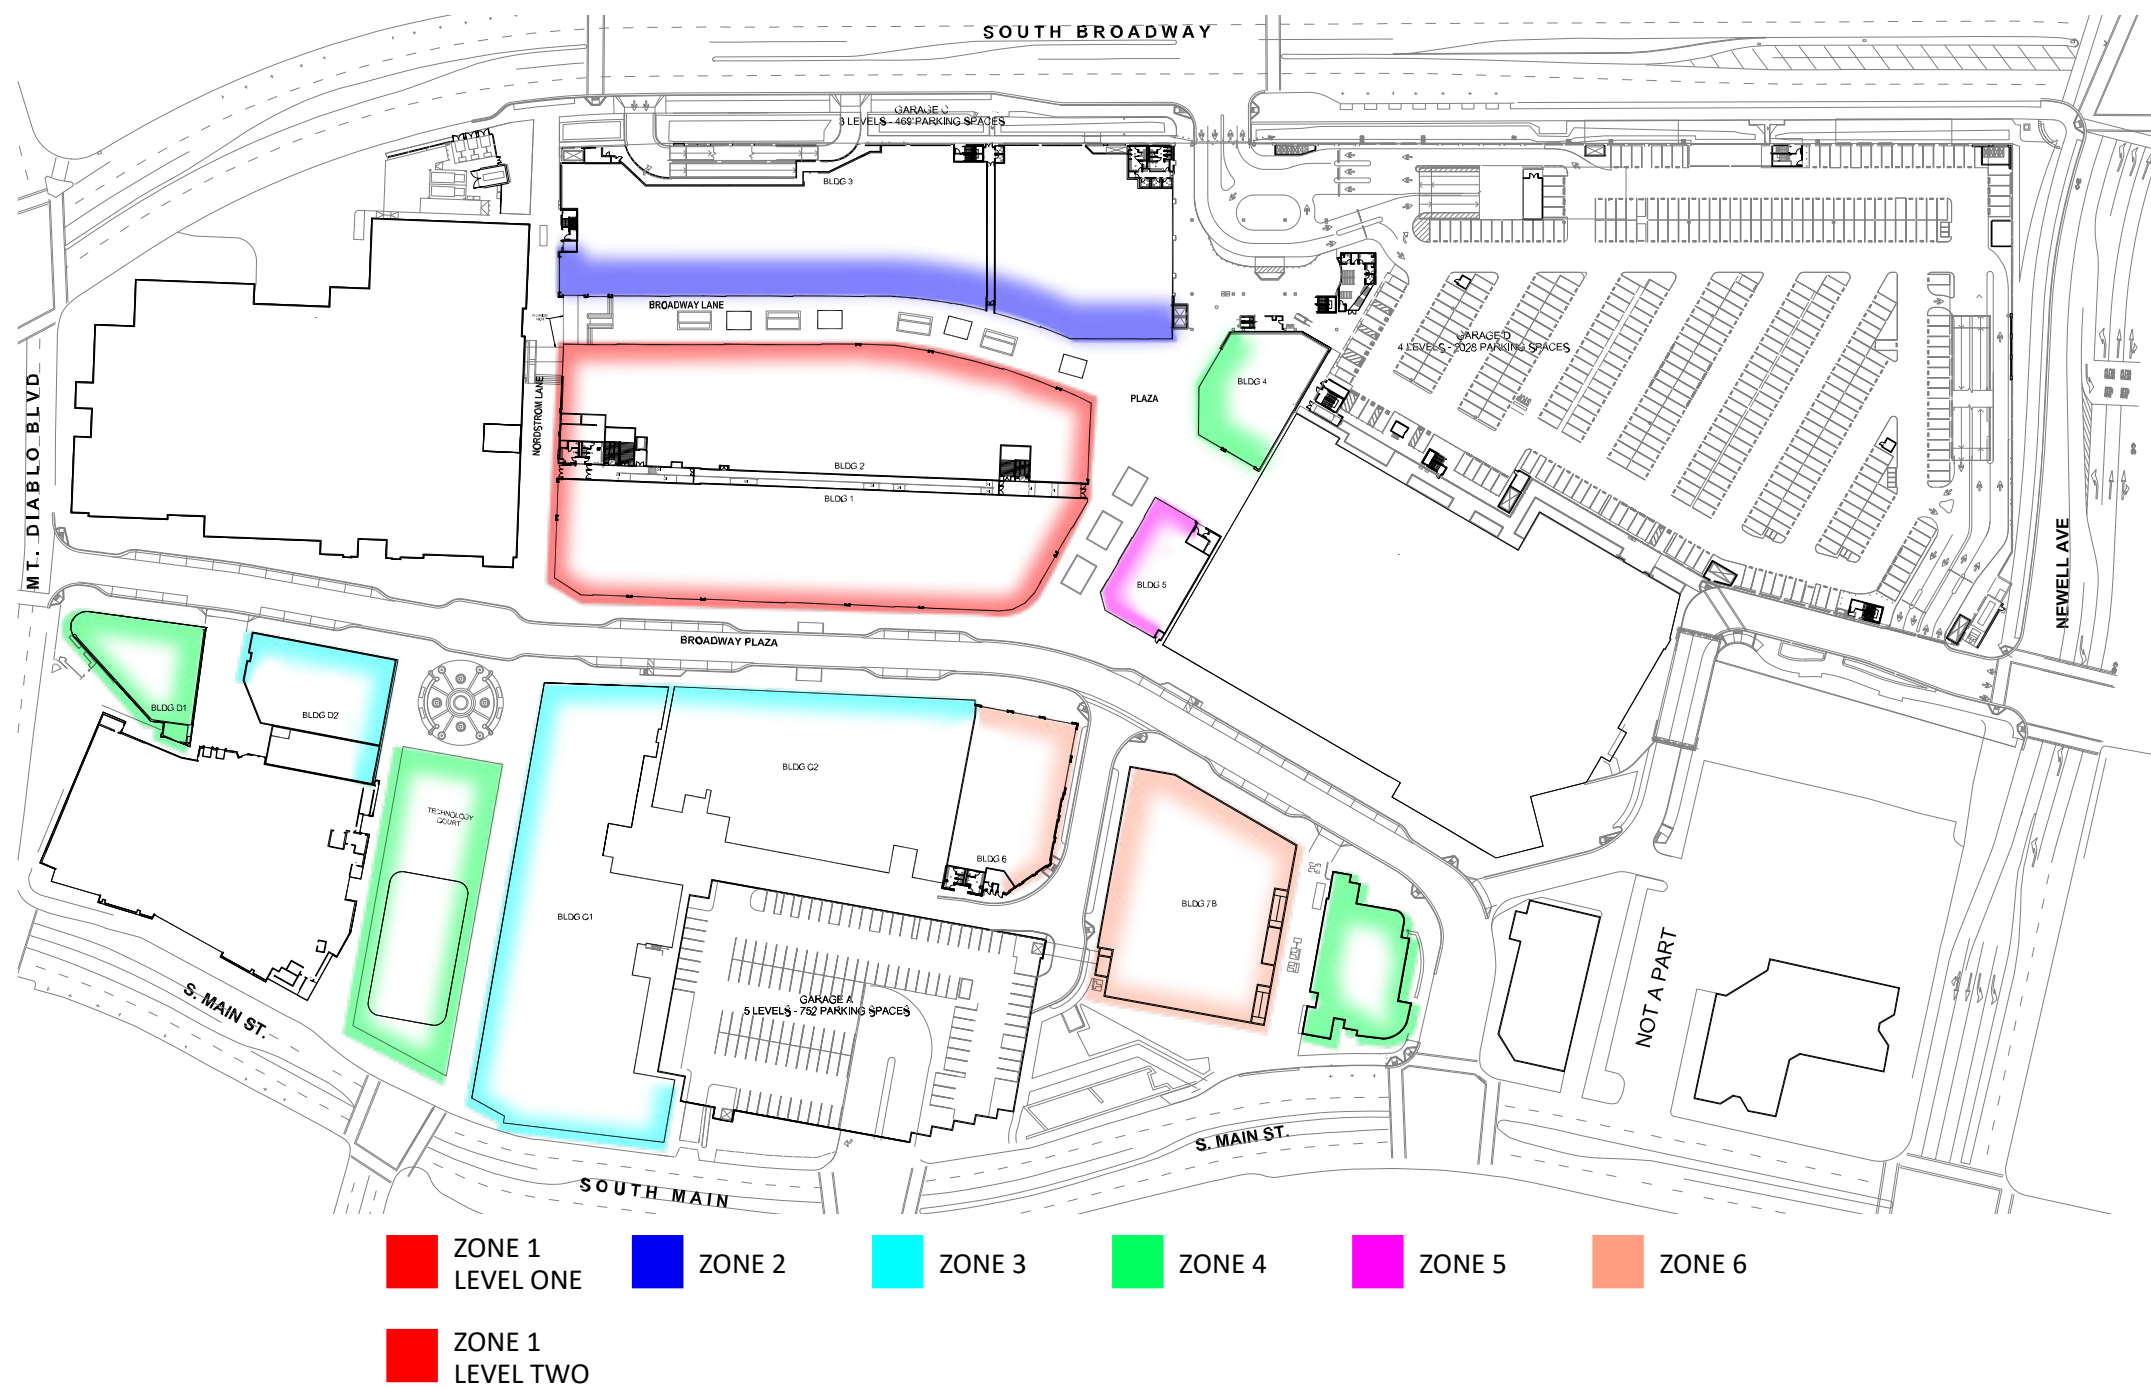 SOUTH BROADWAY
GARAGE C
3 LEVELS - 469 PARKING SPACES
BLDG 3
BROADWAY LANE
GARAGE D
4 LEVELS - 2028 PARKING SPACES
BLDG 4
PLAZA
MT. DIABLO BLVD
NORDSTROM LANE
BLDG 2
BLDG 1
NEWELL AVE
BLDG 5
BROADWAY PLAZA
BLDG D1
BLDG D2
BLDG C2
TECHNOLOGY
COURT
BLDG 6
BLDG 7B
BLDG C1
NOT A PART
S. MAIN ST.
GARAGE A
5 LEVELS - 752 PARKING SPACES
S. MAIN ST.
SOUTH MAIN
ZONE 1
LEVEL ONE
ZONE 2
ZONE 3
ZONE 4
ZONE 5
ZONE 6
ZONE 1
LEVEL TWO